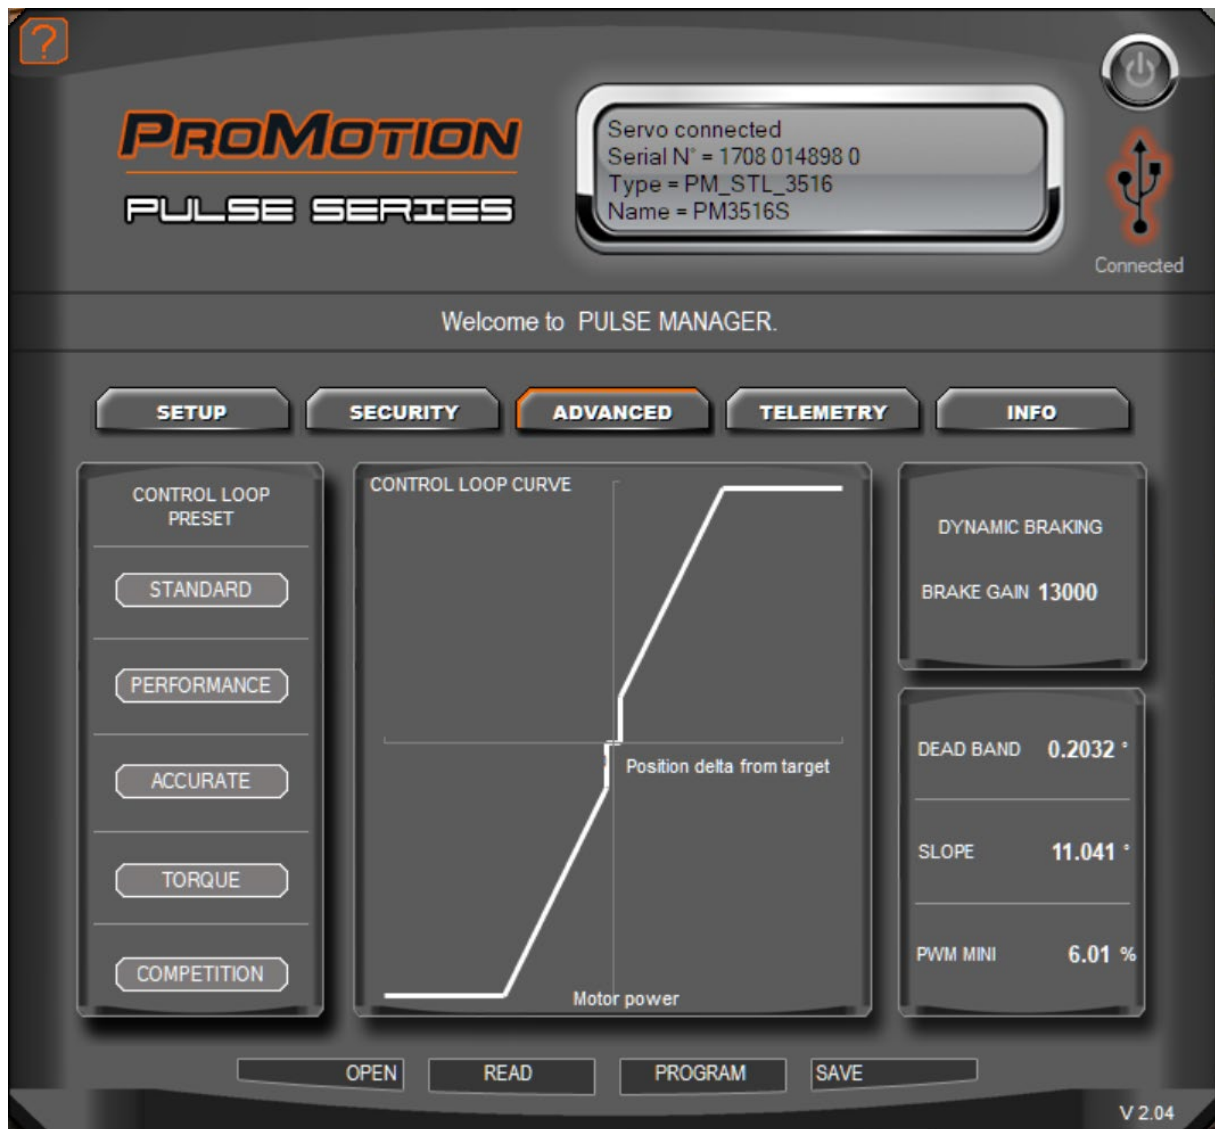 ?
PROMOTION
PULSE SERIES
Servo connected
Serial N° = 1708 014898 0
Type = PM_STL_3516
Name = PM3516S
Connected
Welcome to PULSE MANAGER.
SETUP
SECURITY
ADVANCED
TELEMETRY
INFO
CONTROL LOOP
PRESET
STANDARD
PERFORMANCE
ACCURATE
TORQUE
COMPETITION
CONTROL LOOP CURVE
Position delta from target
Motor power
DYNAMIC BRAKING
BRAKE GAIN 13000
DEAD BAND 0.2032 °
SLOPE 11.041 °
PWM MINI 6.01 %
OPEN
READ
PROGRAM
SAVE
V 2.04